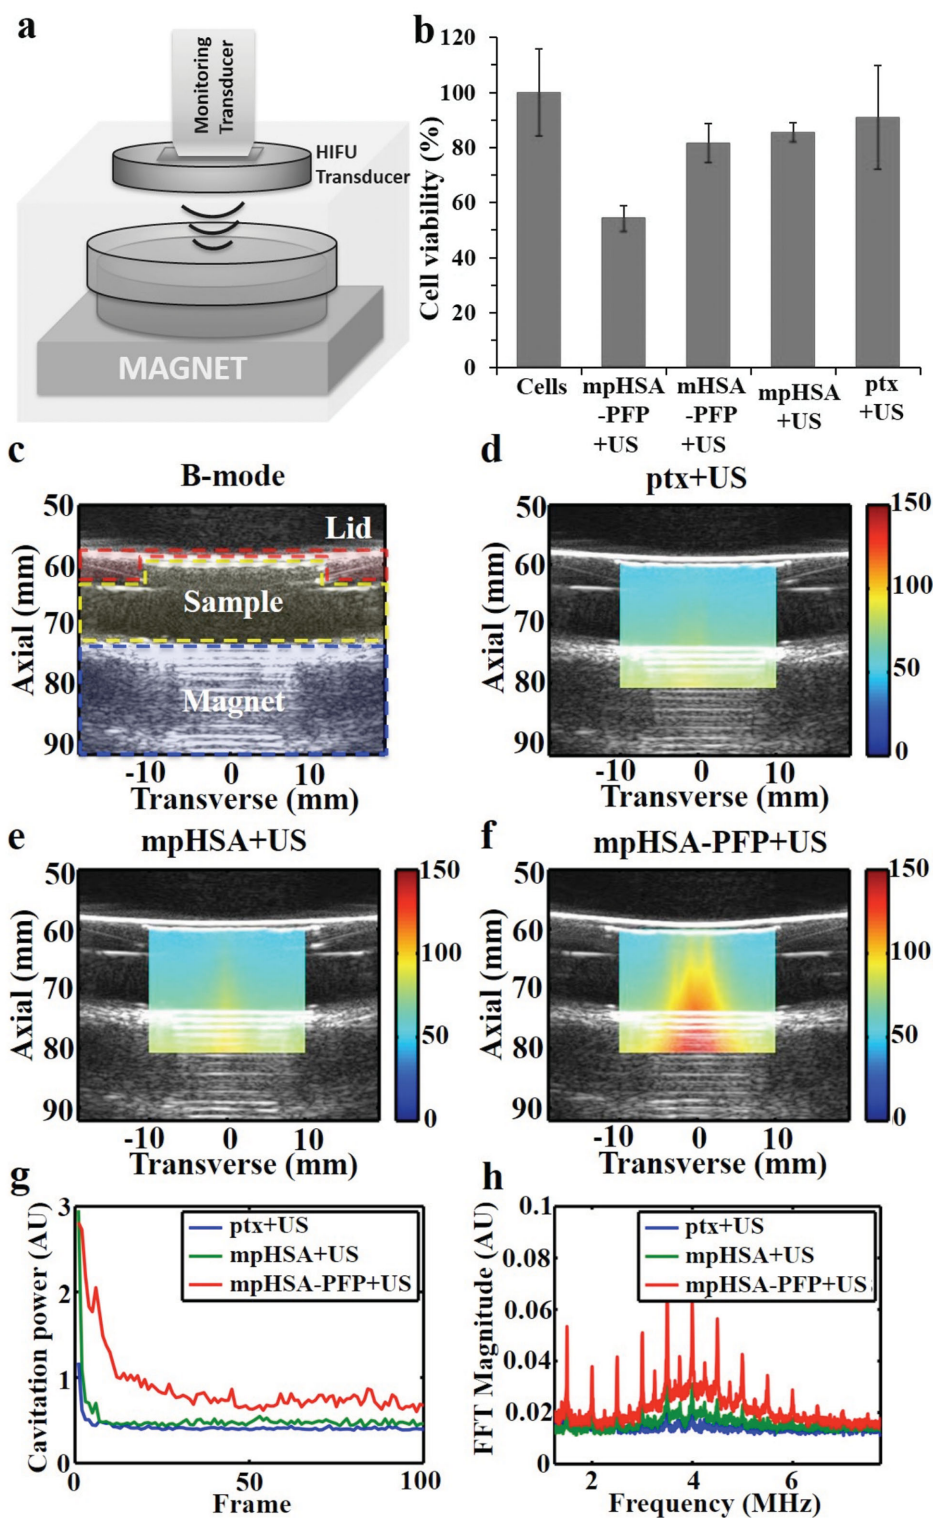 a
Monitoring
Transducer
HIFU
Transducer
MAGNET
b
Cell viability (%)
120
100
80
60
40
20
0
Cells
mpHSA
-PFP
+US
mHSA
-PFP
+US
mpHSA
+US
ptx
+US
c
B-mode
Axial (mm)
50
60
70
80
90
Lid
Sample
Magnet
-10 0 10
Transverse (mm)
d
ptx+US
Axial (mm)
50
60
70
80
90
150
100
50
0
-10 0 10
Transverse (mm)
e
mpHSA+US
Axial (mm)
50
60
70
80
90
150
100
50
0
-10 0 10
Transverse (mm)
f
mpHSA-PFP+US
Axial (mm)
50
60
70
80
90
150
100
50
0
-10 0 10
Transverse (mm)
g
Cavitation power (AU)
3
2
1
0
ptx+US
mpHSA+US
mpHSA-PFP+US
0 50 100
Frame
h
FFT Magnitude (AU)
0.1
0.08
0.06
0.04
0.02
0
ptx+US
mpHSA+US
mpHSA-PFP+US
2 4 6
Frequency (MHz)